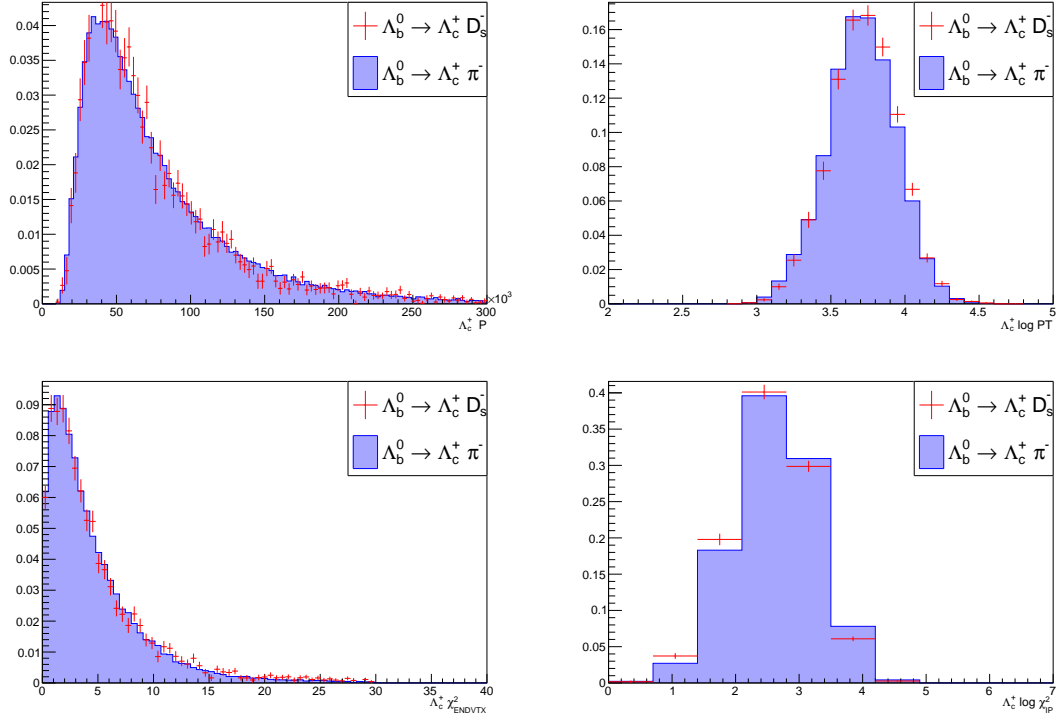 0.04
0.035
0.03
0.025
0.02
0.015
0.01
0.005
0
0 50 100 150 200 250 300
×10³
Λc⁺ P
Λb⁰ → Λc⁺ Ds⁻
Λb⁰ → Λc⁺ π⁻
0.16
0.14
0.12
0.1
0.08
0.06
0.04
0.02
0
2 2.5 3 3.5 4 4.5 5
Λc⁺ log PT
Λb⁰ → Λc⁺ Ds⁻
Λb⁰ → Λc⁺ π⁻
0.09
0.08
0.07
0.06
0.05
0.04
0.03
0.02
0.01
0
0 5 10 15 20 25 30 35 40
Λc⁺ χ²ENDVTX
Λb⁰ → Λc⁺ Ds⁻
Λb⁰ → Λc⁺ π⁻
0.4
0.35
0.3
0.25
0.2
0.15
0.1
0.05
0
0 1 2 3 4 5 6 7
Λc⁺ log χ²IP
Λb⁰ → Λc⁺ Ds⁻
Λb⁰ → Λc⁺ π⁻